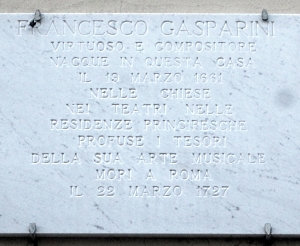 FRANCESCO GASPARINI
VIRTUOSO E COMPOSITORE
NACQUE IN QUESTA CASA
IL 19 MARZO 1661
NELLE CHIESE
NEI TEATRI NELLE
RESIDENZE PRINCIPESCHE
PROFUSE I TESORI
DELLA SUA ARTE MUSICALE
MORI A ROMA
IL 22 MARZO 1727